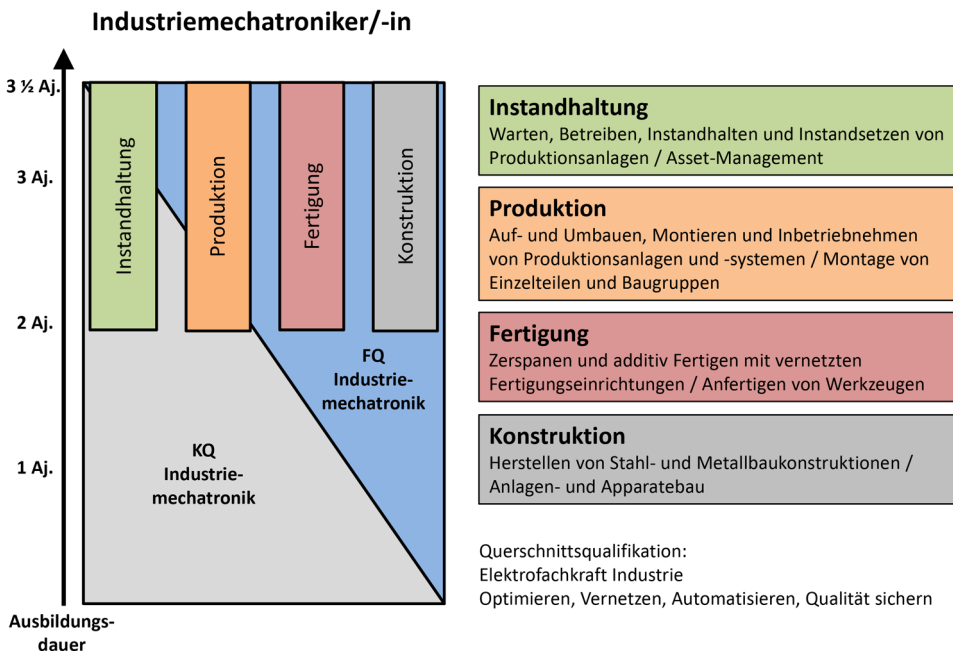 Industriemechatroniker/-in
3 ½ Aj.
3 Aj.
2 Aj.
1 Aj.
Ausbildungs-
dauer
Instandhaltung
Produktion
Fertigung
Konstruktion
FQ
Industrie-
mechatronik
KQ
Industrie-
mechatronik
Instandhaltung
Warten, Betreiben, Instandhalten und Instandsetzen von
Produktionsanlagen / Asset-Management
Produktion
Auf- und Umbauen, Montieren und Inbetriebnehmen
von Produktionsanlagen und -systemen / Montage von
Einzelteilen und Baugruppen
Fertigung
Zerspanen und additiv Fertigen mit vernetzten
Fertigungseinrichtungen / Anfertigen von Werkzeugen
Konstruktion
Herstellen von Stahl- und Metallbaukonstruktionen /
Anlagen- und Apparatebau
Querschnittsqualifikation:
Elektrofachkraft Industrie
Optimieren, Vernetzen, Automatisieren, Qualität sichern